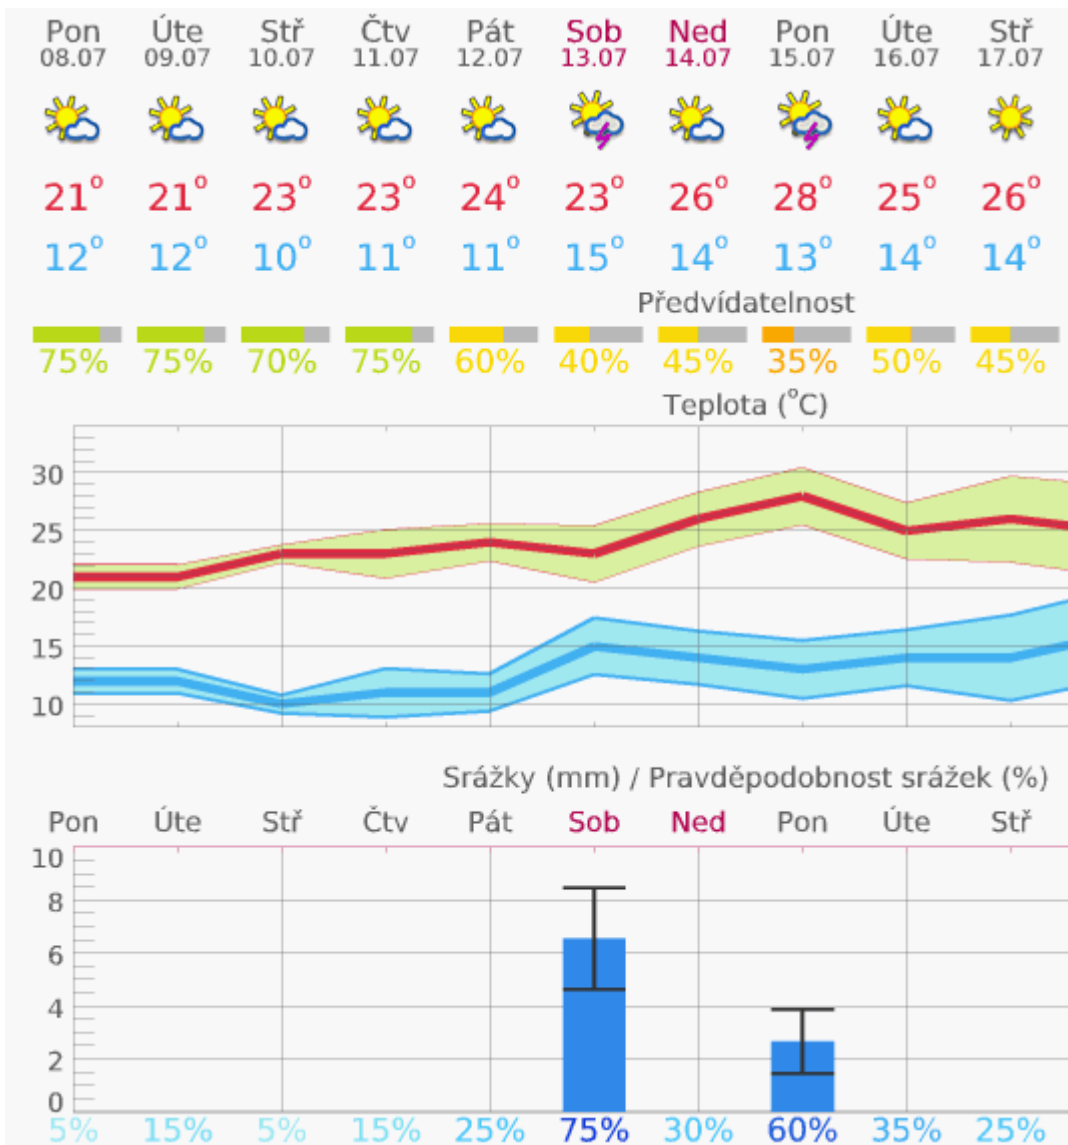 Pon Úte Stř Čtv Pát Sob Ned Pon Úte Stř
08.07 09.07 10.07 11.07 12.07 13.07 14.07 15.07 16.07 17.07
21° 21° 23° 23° 24° 23° 26° 28° 25° 26°
12° 12° 10° 11° 11° 15° 14° 13° 14° 14°
Předvídatelnost
75% 75% 70% 75% 60% 40% 45% 35% 50% 45%
Teplota (°C)
30
25
20
15
10
Srážky (mm) / Pravděpodobnost srážek (%)
Pon Úte Stř Čtv Pát Sob Ned Pon Úte Stř
10
8
6
4
2
0
5% 15% 5% 15% 25% 75% 30% 60% 35% 25%